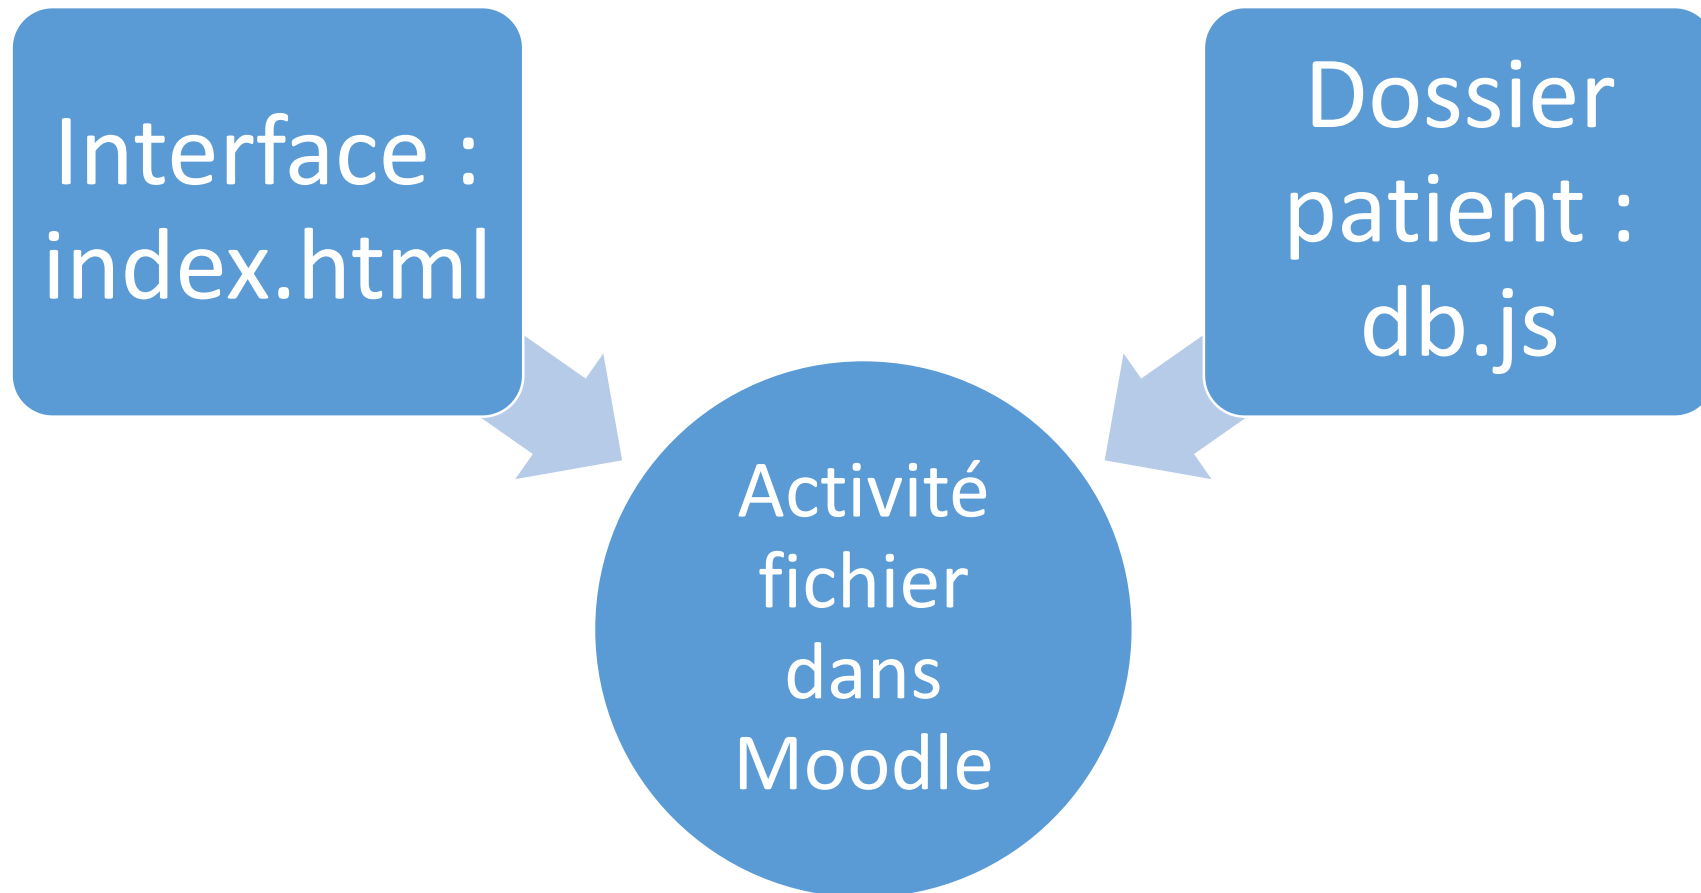 Interface :
index.html
Dossier
patient :
db.js
Activité
fichier
dans
Moodle